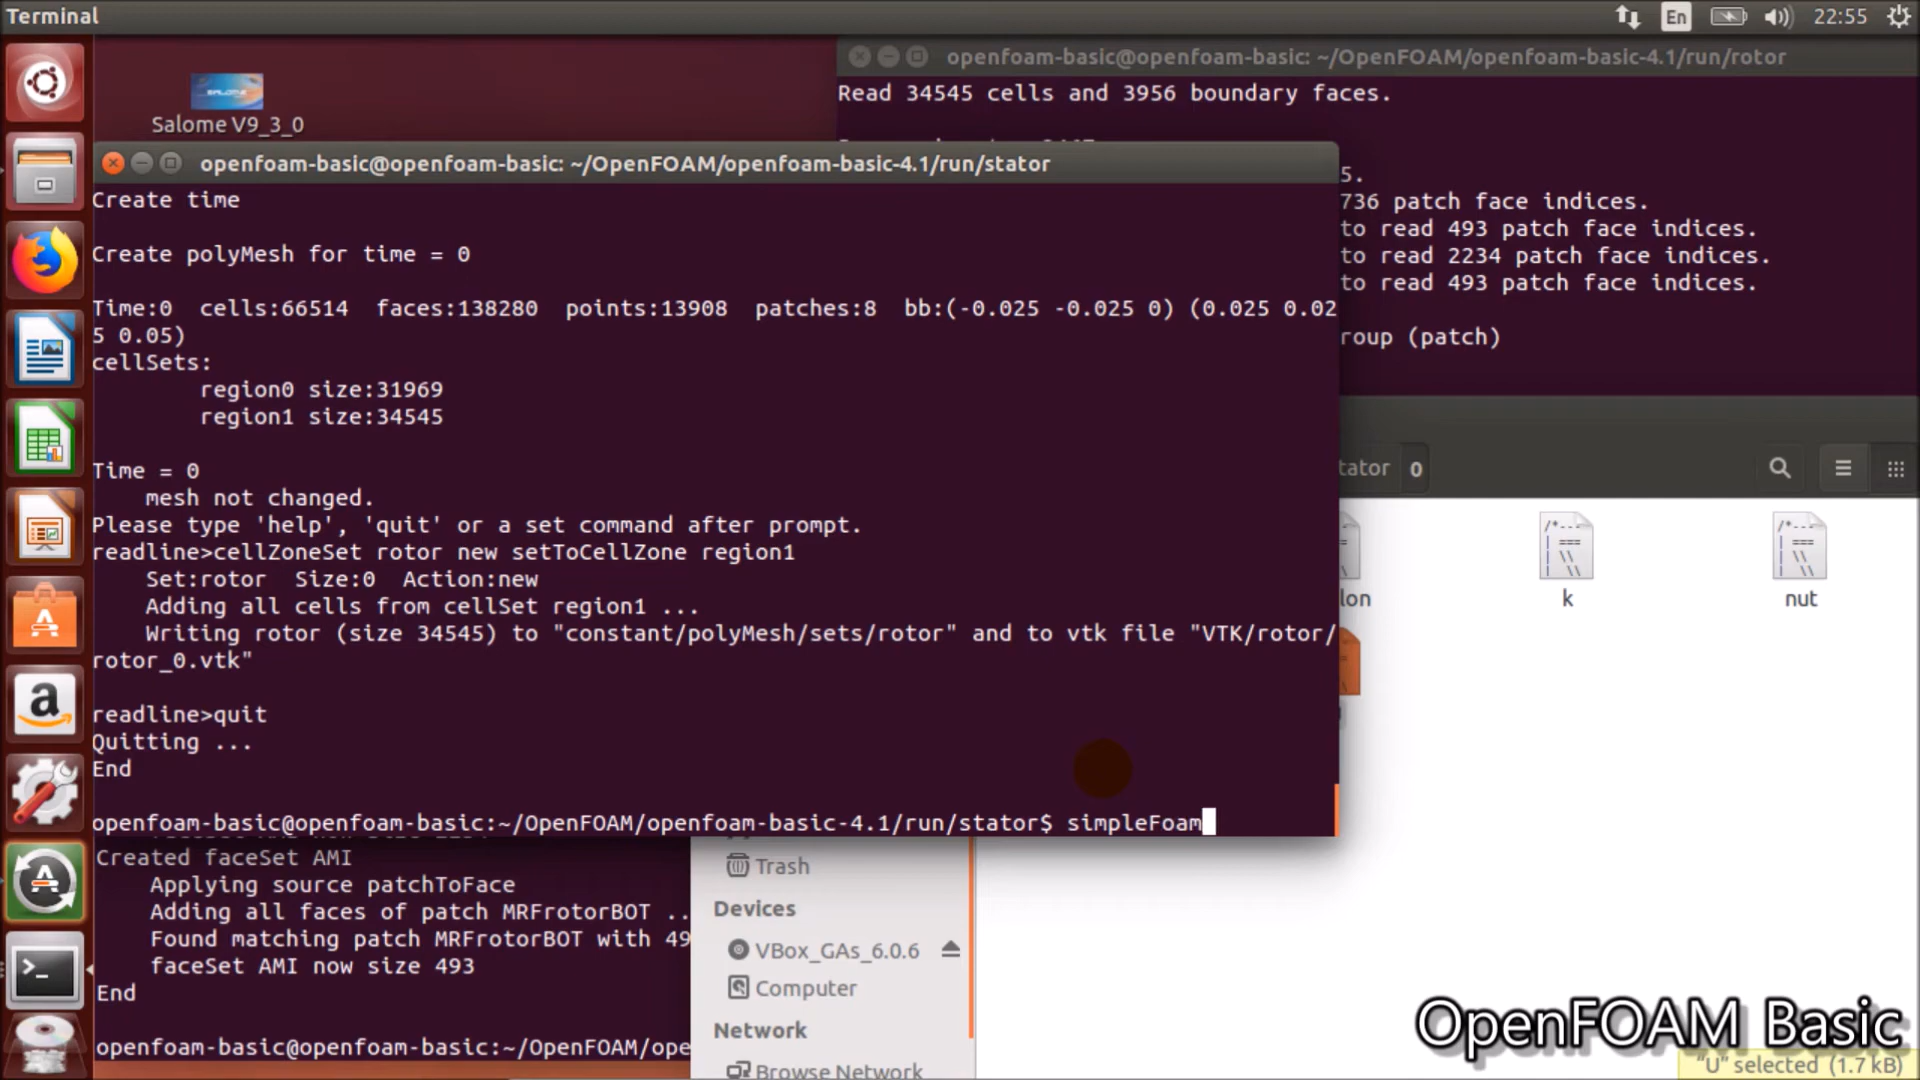 Terminal
En
22:55
Salome V9_3_0
openfoam-basic@openfoam-basic: ~/OpenFOAM/openfoam-basic-4.1/run/rotor
Read 34545 cells and 3956 boundary faces.
5.
736 patch face indices.
to read 493 patch face indices.
to read 2234 patch face indices.
to read 493 patch face indices.
roup (patch)
openfoam-basic@openfoam-basic: ~/OpenFOAM/openfoam-basic-4.1/run/stator
Create time
Create polyMesh for time = 0
Time:0  cells:66514  faces:138280  points:13908  patches:8  bb:(-0.025 -0.025 0) (0.025 0.02
5 0.05)
cellSets:
region0 size:31969
region1 size:34545
Time = 0
mesh not changed.
Please type 'help', 'quit' or a set command after prompt.
readline>cellZoneSet rotor new setToCellZone region1
Set:rotor  Size:0  Action:new
Adding all cells from cellSet region1 ...
Writing rotor (size 34545) to "constant/polyMesh/sets/rotor" and to vtk file "VTK/rotor/
rotor_0.vtk"
readline>quit
Quitting ...
End
openfoam-basic@openfoam-basic:~/OpenFOAM/openfoam-basic-4.1/run/stator$ simpleFoam
tator 0
lon
k
nut
Created faceSet AMI
Applying source patchToFace
Adding all faces of patch MRFrotorBOT ..
Found matching patch MRFrotorBOT with 49
faceSet AMI now size 493
End
openfoam-basic@openfoam-basic:~/OpenFOAM/ope
Trash
Devices
VBox_GAs_6.0.6
Computer
Network
Browse Network
OpenFOAM Basic
"U" selected (1.7 kB)